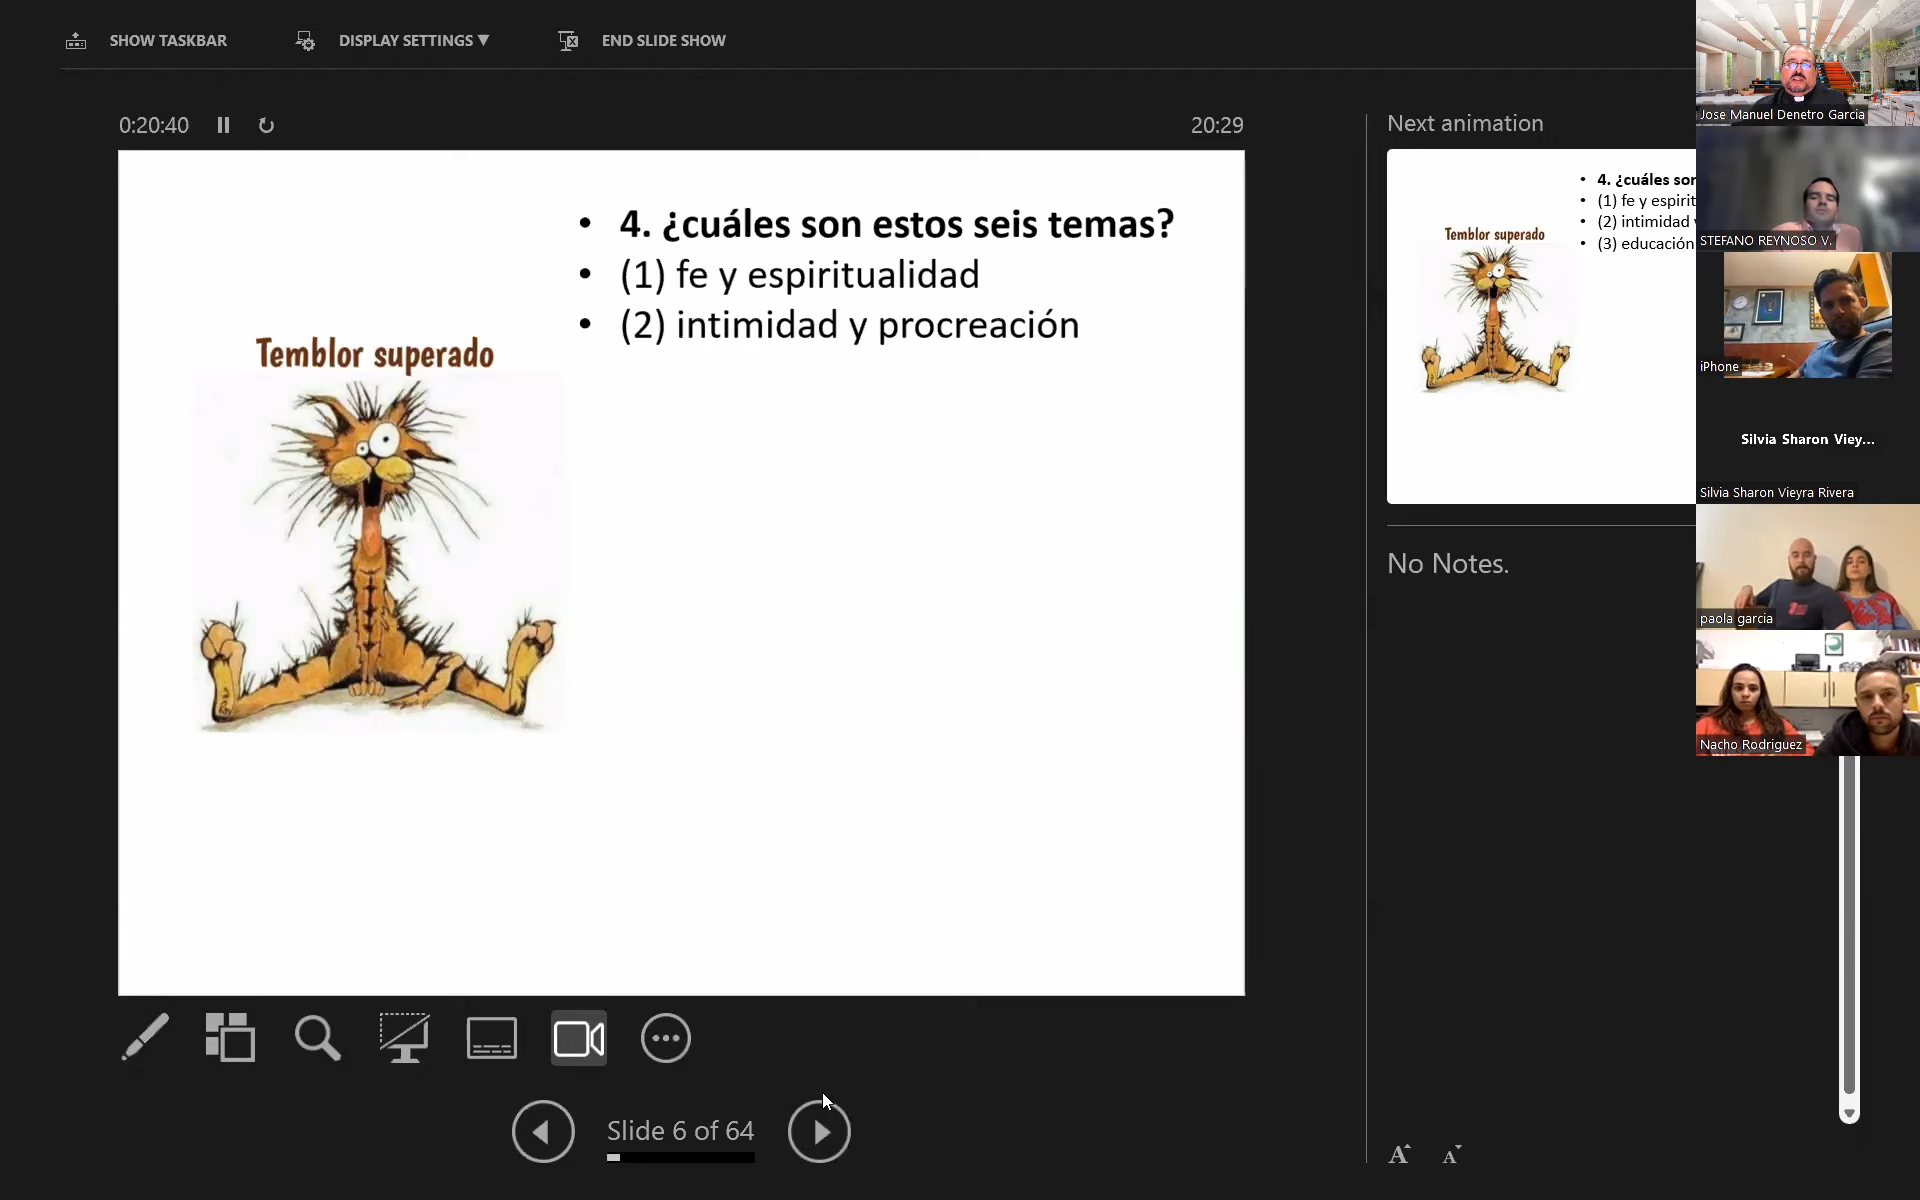 SHOW TASKBAR
DISPLAY SETTINGS ▼
END SLIDE SHOW
0:20:40
20:29
• 4. ¿cuáles son estos seis temas?
• (1) fe y espiritualidad
• (2) intimidad y procreación
Temblor superado
Slide 6 of 64
Next animation
• 4. ¿cuáles son
• (1) fe y espirit
• (2) intimidad y
• (3) educación
Temblor superado
No Notes.
A A
Jose Manuel Denetro Garcia
STEFANO REYNOSO V.
iPhone
Silvia Sharon Viey...
Silvia Sharon Vieyra Rivera
paola garcia
Nacho Rodriguez